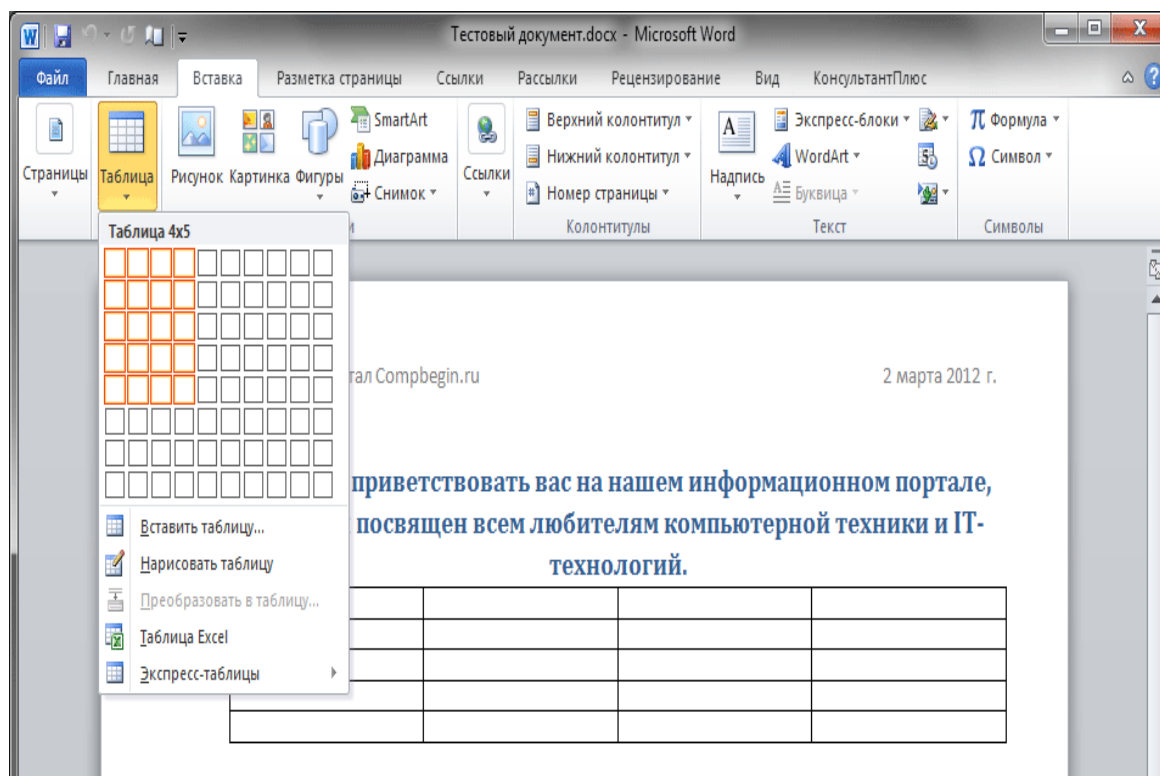 Тестовый документ.docx - Microsoft Word
Файл Главная Вставка Разметка страницы Ссылки Рассылки Рецензирование Вид КонсультантПлюс
Страницы
Таблица
Рисунок Картинка Фигуры
SmartArt
Диаграмма
Снимок
Ссылки
Верхний колонтитул
Нижний колонтитул
Номер страницы
Колонтитулы
Надпись
Экспресс-блоки
WordArt
Буквица
Текст
π Формула
Ω Символ
Символы
Таблица 4x5
Вставить таблицу...
Нарисовать таблицу
Преобразовать в таблицу...
Таблица Excel
Экспресс-таблицы
Compbegin.ru 2 марта 2012 г.
приветствовать вас на нашем информационном портале,
посвящен всем любителям компьютерной техники и IT-
технологий.